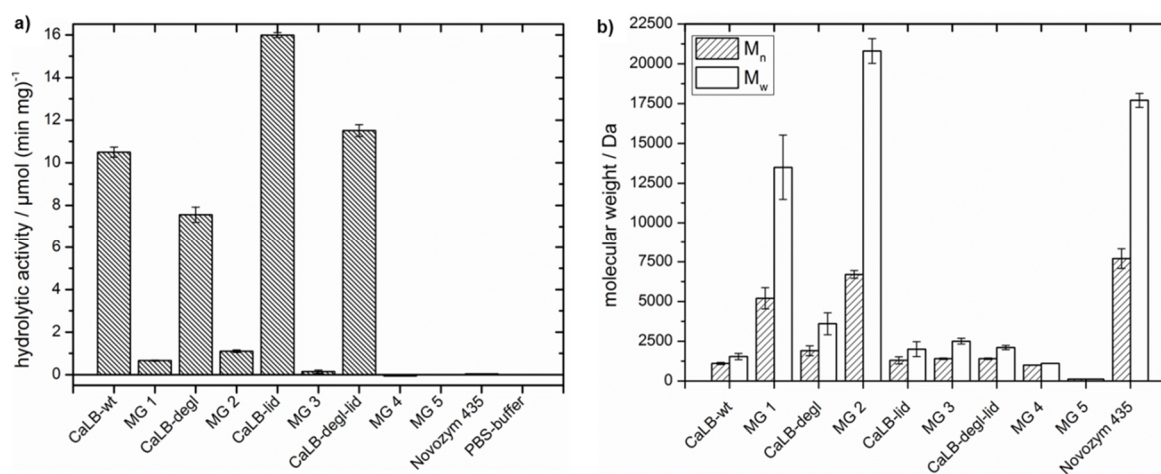 a)
hydrolytic activity / µmol (min mg)⁻¹
16
14
12
10
8
6
4
2
0
CaLB-wt
MG 1
CaLB-degl
MG 2
CaLB-lid
MG 3
CaLB-degl-lid
MG 4
MG 5
Novozym 435
PBS-buffer
b)
molecular weight / Da
22500
20000
17500
15000
12500
10000
7500
5000
2500
0
Mₙ
M_w
CaLB-wt
MG 1
CaLB-degl
MG 2
CaLB-lid
MG 3
CaLB-degl-lid
MG 4
MG 5
Novozym 435